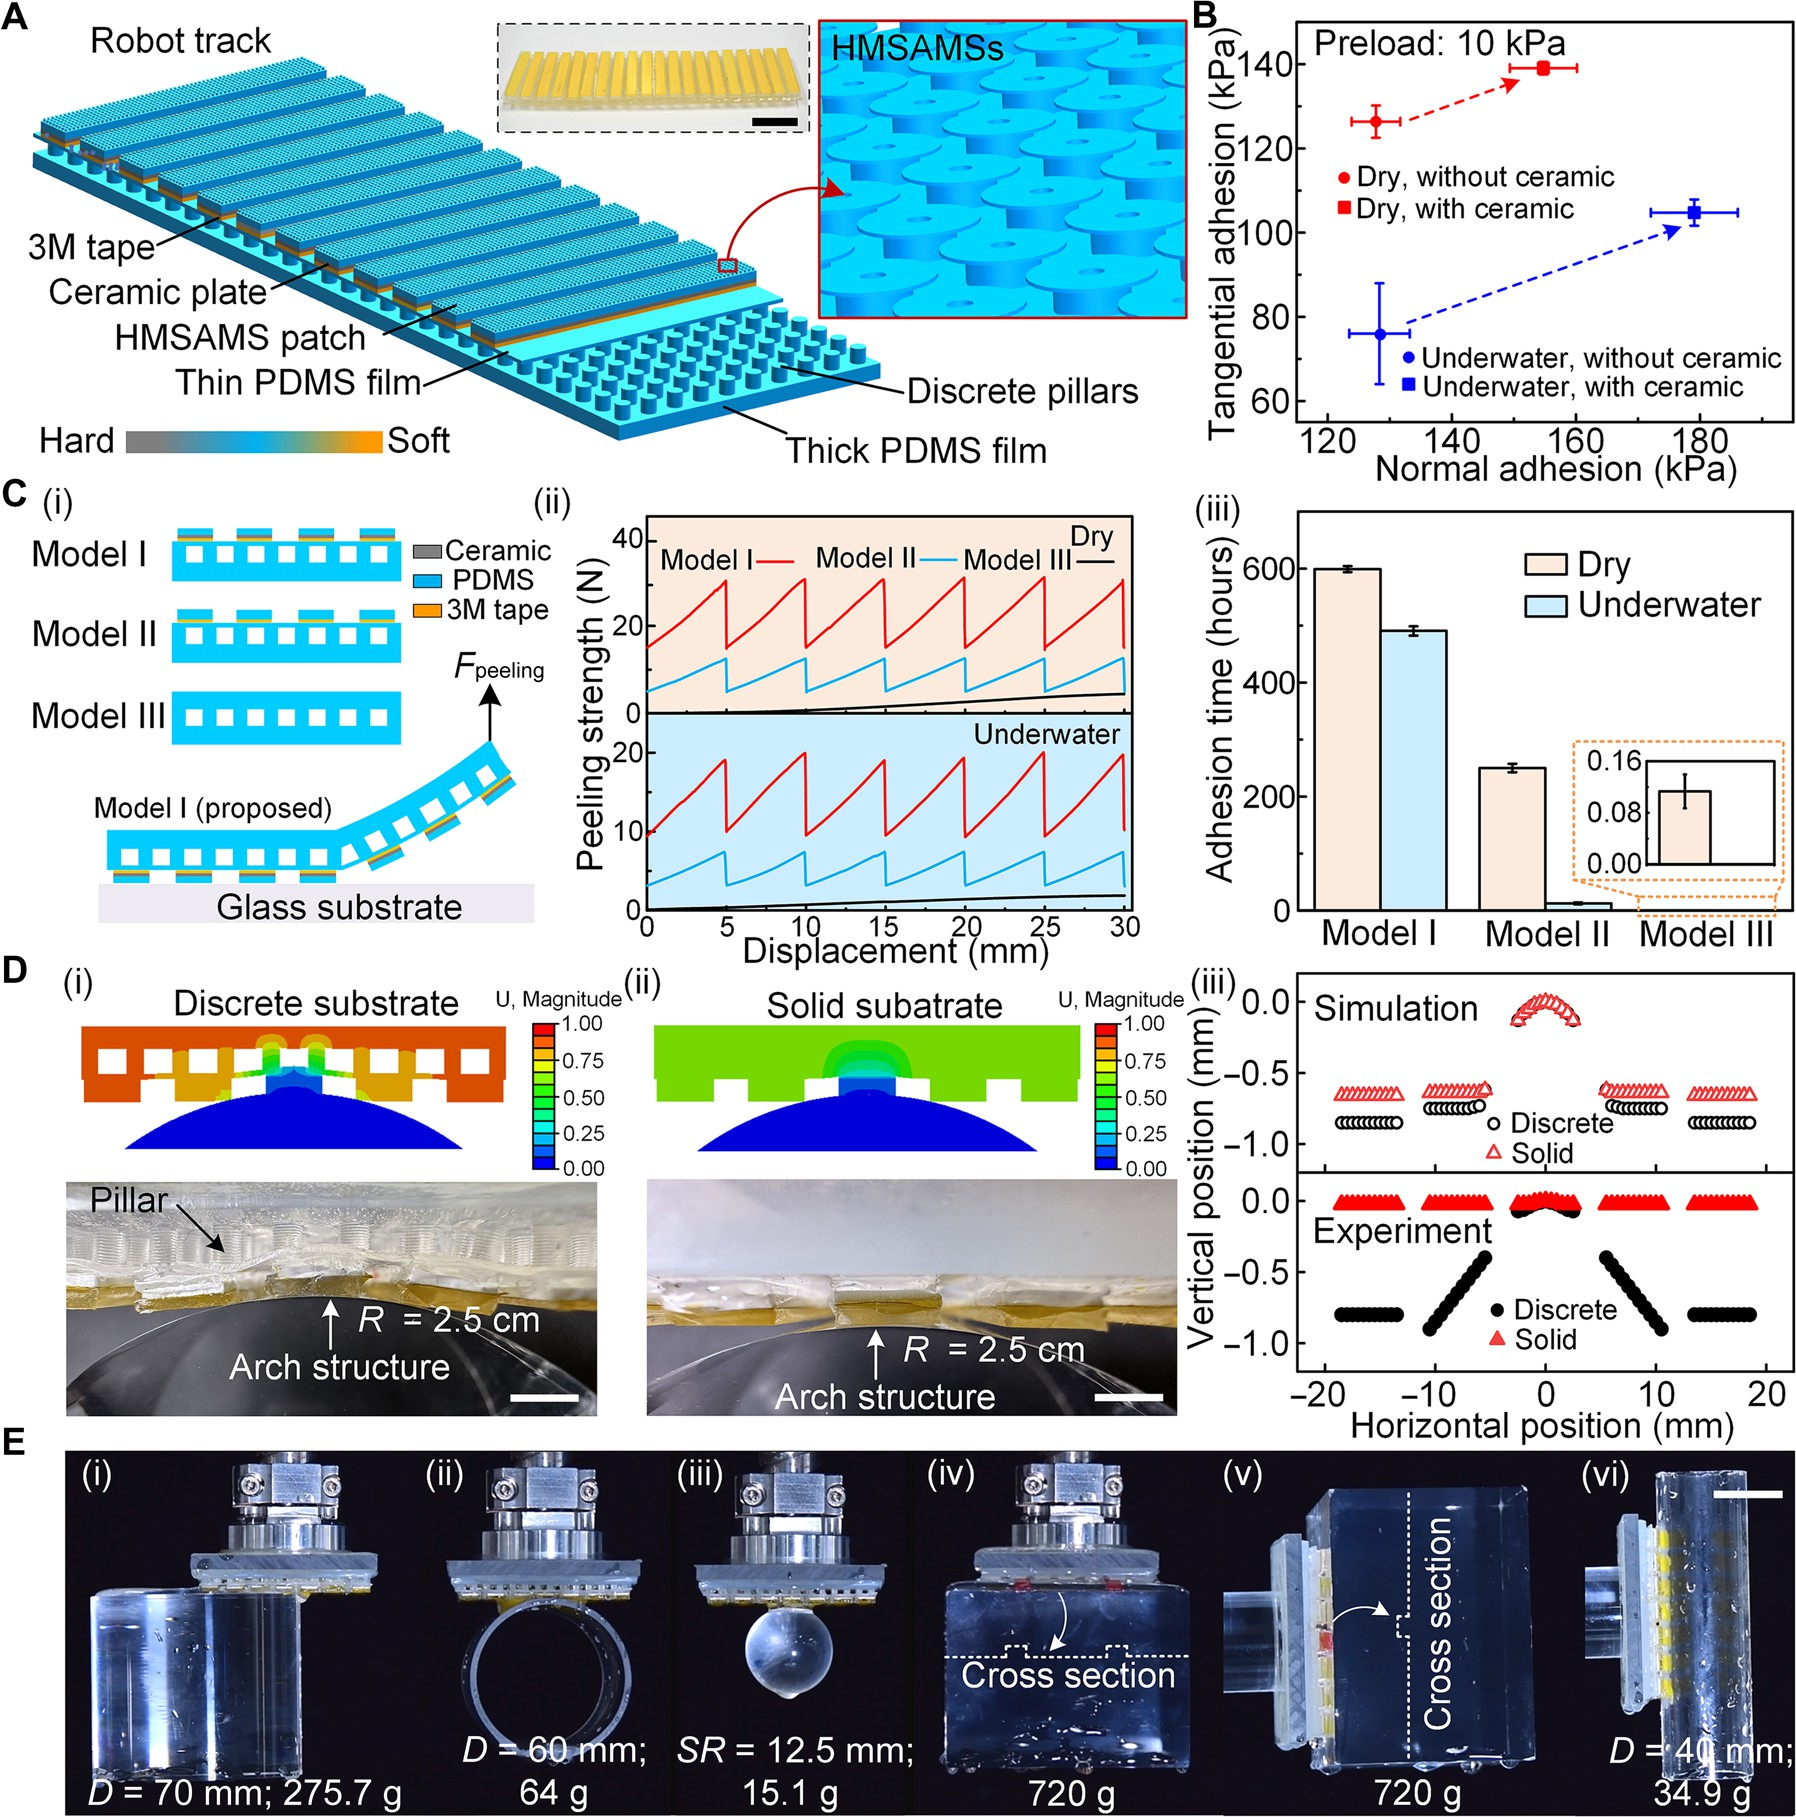 A
Robot track
HMSAMSs
3M tape
Ceramic plate
HMSAMS patch
Thin PDMS film
Discrete pillars
Thick PDMS film
Hard
Soft
B
Preload: 10 kPa
Tangential adhesion (kPa)
140
120
100
80
60
Dry, without ceramic
Dry, with ceramic
Underwater, without ceramic
Underwater, with ceramic
120
140
160
180
Normal adhesion (kPa)
C
(i)
Model I
Model II
Model III
Ceramic
PDMS
3M tape
Fpeeling
Model I (proposed)
Glass substrate
(ii)
Peeling strength (N)
40
20
0
Dry
Model I
Model II
Model III
Underwater
20
10
0
0
5
10
15
20
25
30
Displacement (mm)
(iii)
Adhesion time (hours)
600
400
200
0
Dry
Underwater
0.16
0.08
0.00
Model I
Model II
Model III
D
(i)
Discrete substrate
U, Magnitude
1.00
0.75
0.50
0.25
0.00
Pillar
R = 2.5 cm
Arch structure
(ii)
Solid subatrate
U, Magnitude
1.00
0.75
0.50
0.25
0.00
R = 2.5 cm
Arch structure
(iii)
Vertical position (mm)
0.0
−0.5
−1.0
Simulation
Discrete
Solid
0.0
−0.5
−1.0
Experiment
Discrete
Solid
−20
−10
0
10
20
Horizontal position (mm)
E
(i)
D = 70 mm; 275.7 g
(ii)
D = 60 mm;
64 g
(iii)
SR = 12.5 mm;
15.1 g
(iv)
Cross section
720 g
(v)
Cross section
720 g
(vi)
D = 40 mm;
34.9 g